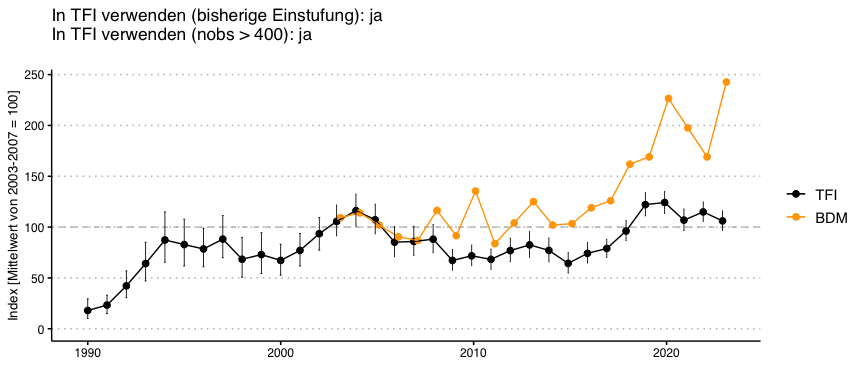 In TFI verwenden (bisherige Einstufung): ja
In TFI verwenden (nobs > 400): ja
Index [Mittelwert von 2003-2007 = 100]
250
200
150
100
50
0
1990
2000
2010
2020
TFI
BDM